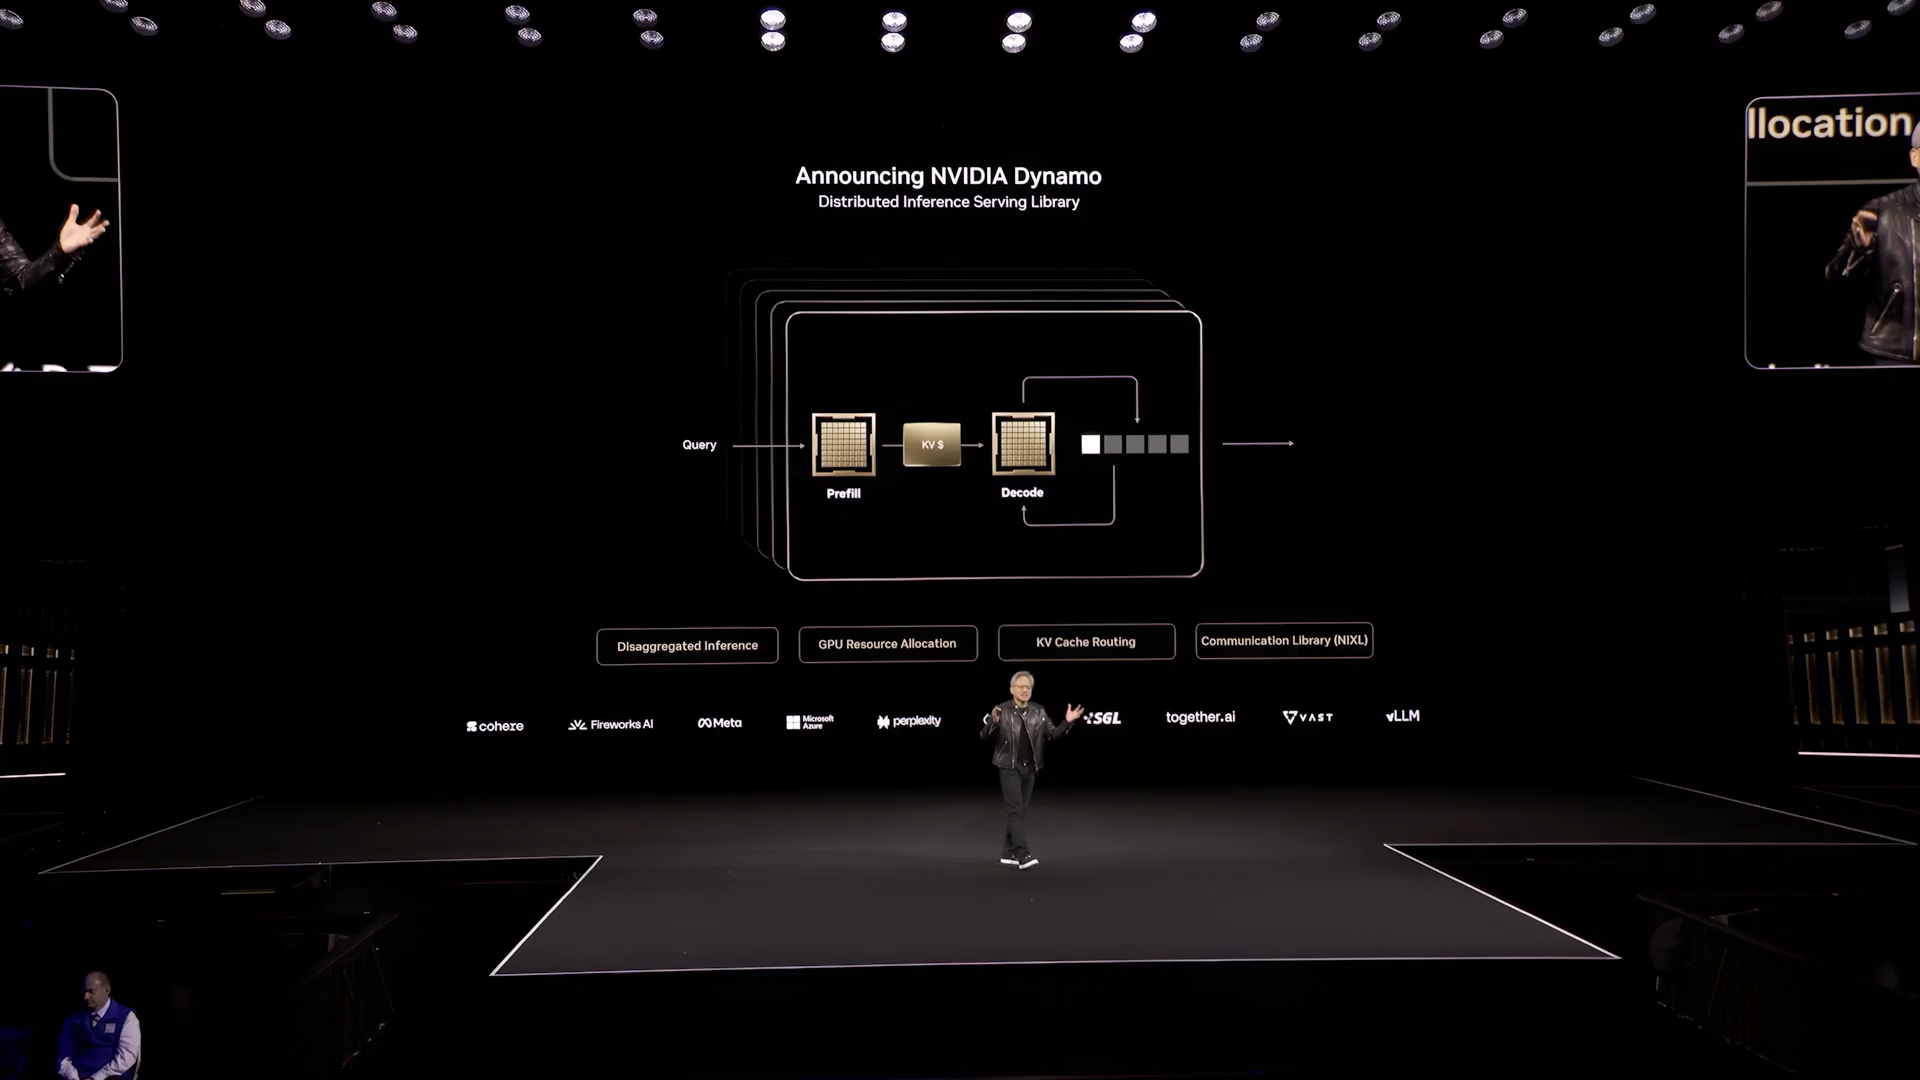 llocation
Announcing NVIDIA Dynamo
Distributed Inference Serving Library
Query
KV $
Prefill
Decode
Disaggregated Inference
GPU Resource Allocation
KV Cache Routing
Communication Library (NIXL)
cohere
Fireworks AI
Meta
Microsoft
Azure
perplexity
SGL
together.ai
VAST
vLLM